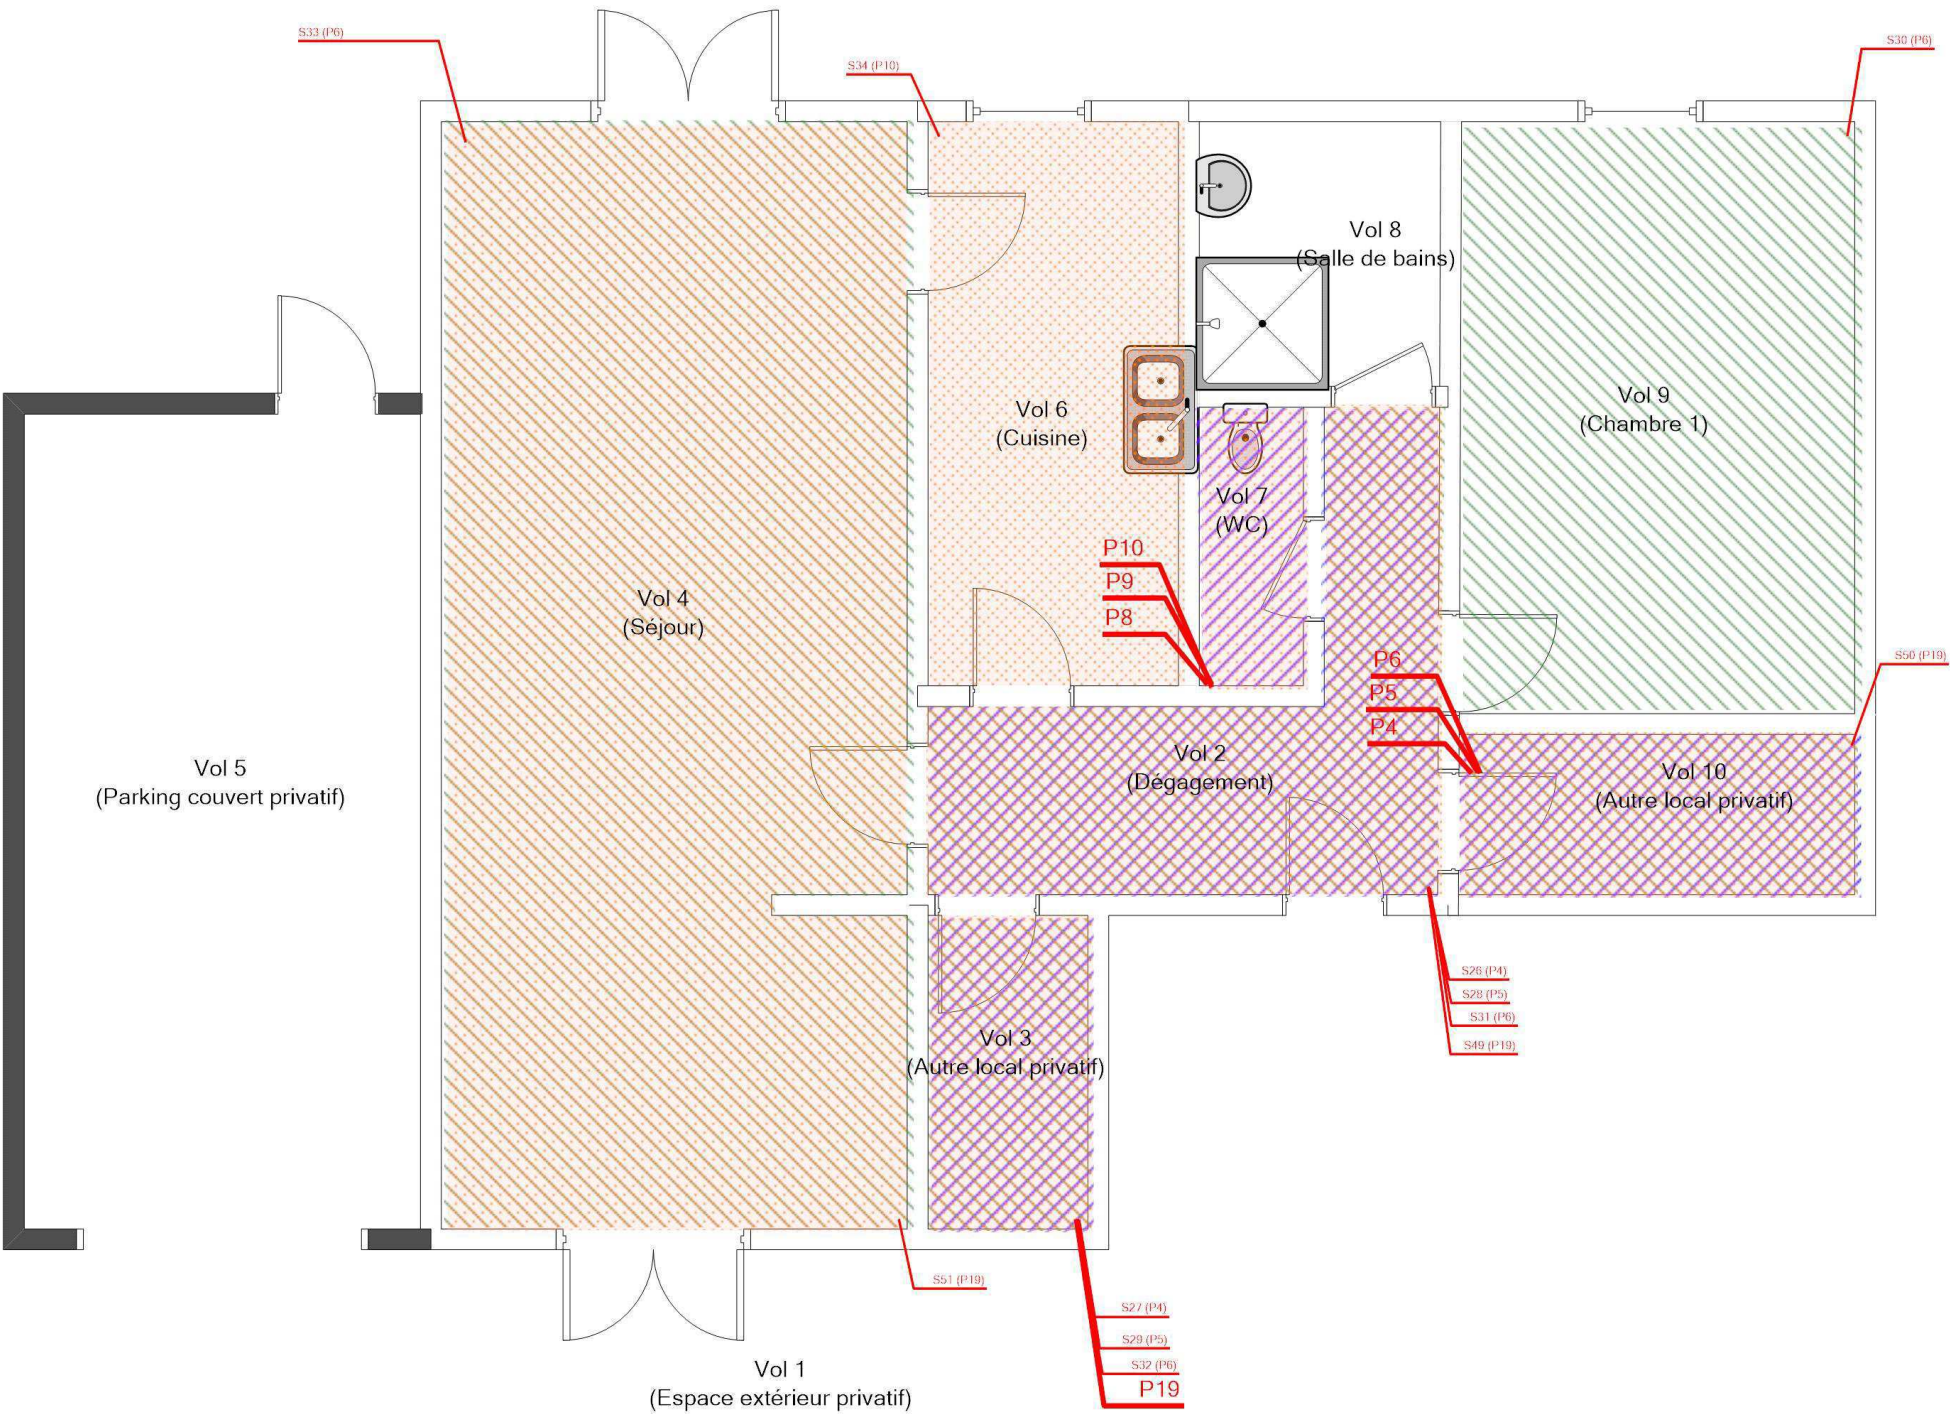 S33 (P6)
S34 (P10)
S30 (P6)
Vol 8
(Salle de bains)
Vol 9
(Chambre 1)
Vol 6
(Cuisine)
Vol 7
(WC)
P10
P9
P8
Vol 4
(Séjour)
P6
P5
P4
S50 (P19)
Vol 2
(Dégagement)
Vol 10
(Autre local privatif)
Vol 5
(Parking couvert privatif)
S26 (P4)
S28 (P5)
S31 (P6)
S49 (P19)
Vol 3
(Autre local privatif)
S51 (P19)
S27 (P4)
S29 (P5)
S32 (P6)
P19
Vol 1
(Espace extérieur privatif)